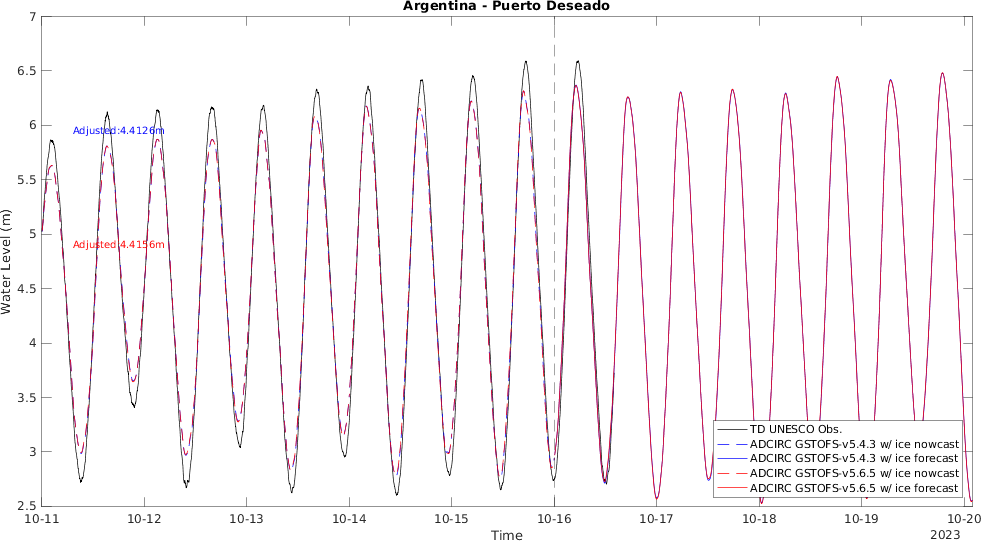 Argentina - Puerto Deseado
7
6.5
6
5.5
5
4.5
4
3.5
3
2.5
Water Level (m)
Adjusted:4.4126m
Adjusted:4.4156m
TD UNESCO Obs.
ADCIRC GSTOFS-v5.4.3 w/ ice nowcast
ADCIRC GSTOFS-v5.4.3 w/ ice forecast
ADCIRC GSTOFS-v5.6.5 w/ ice nowcast
ADCIRC GSTOFS-v5.6.5 w/ ice forecast
10-11 10-12 10-13 10-14 10-15 10-16 10-17 10-18 10-19 10-20
Time
2023